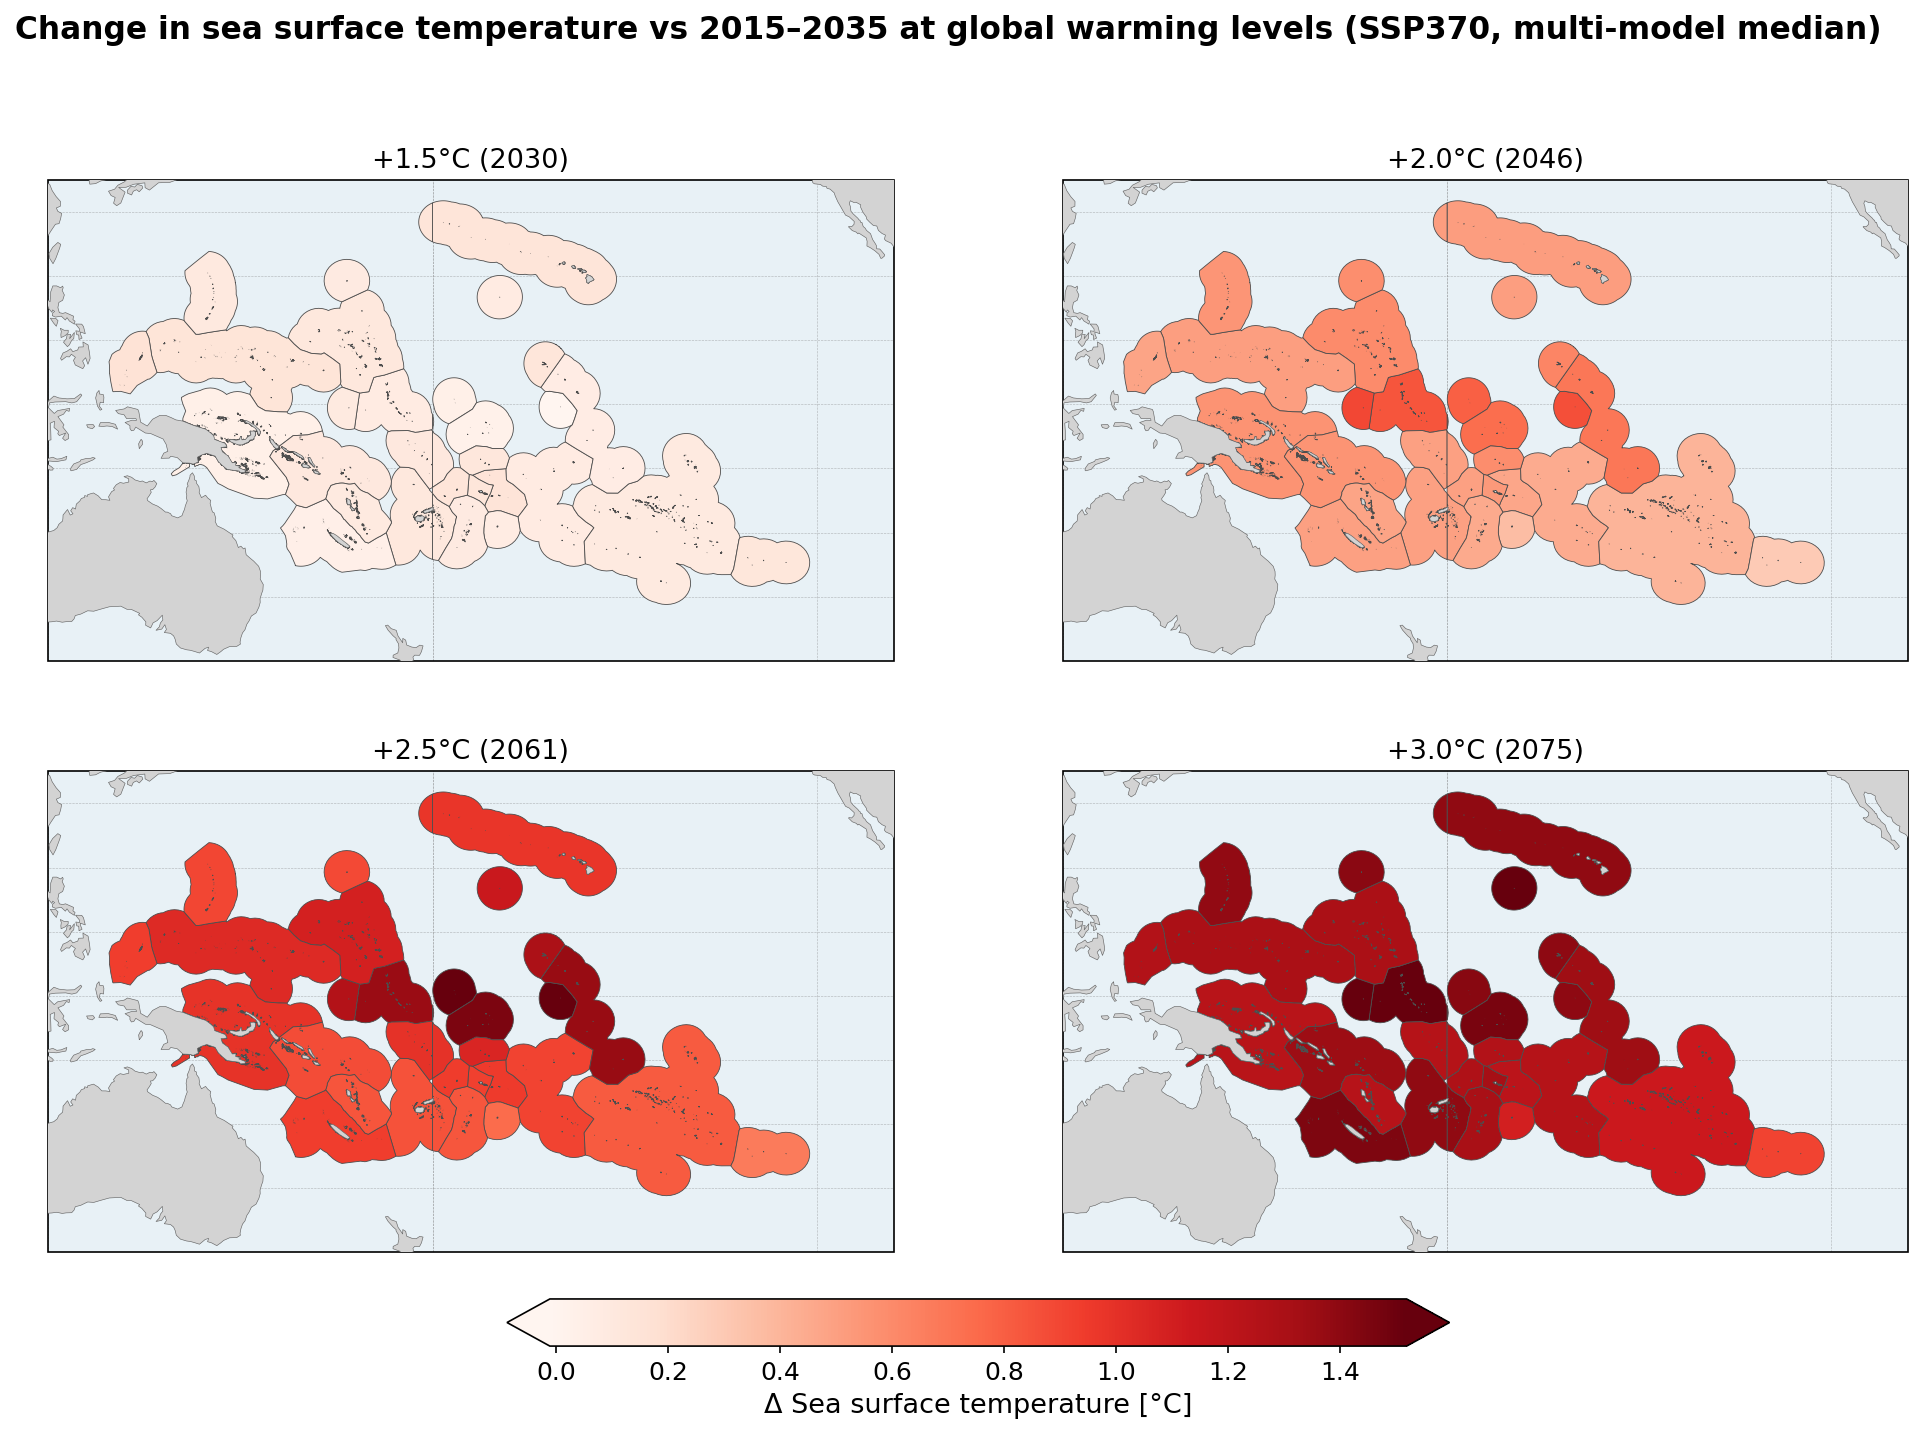 Change in sea surface temperature vs 2015–2035 at global warming levels (SSP370, multi-model median)
+1.5°C (2030)
+2.0°C (2046)
+2.5°C (2061)
+3.0°C (2075)
0.0 0.2 0.4 0.6 0.8 1.0 1.2 1.4
Δ Sea surface temperature [°C]